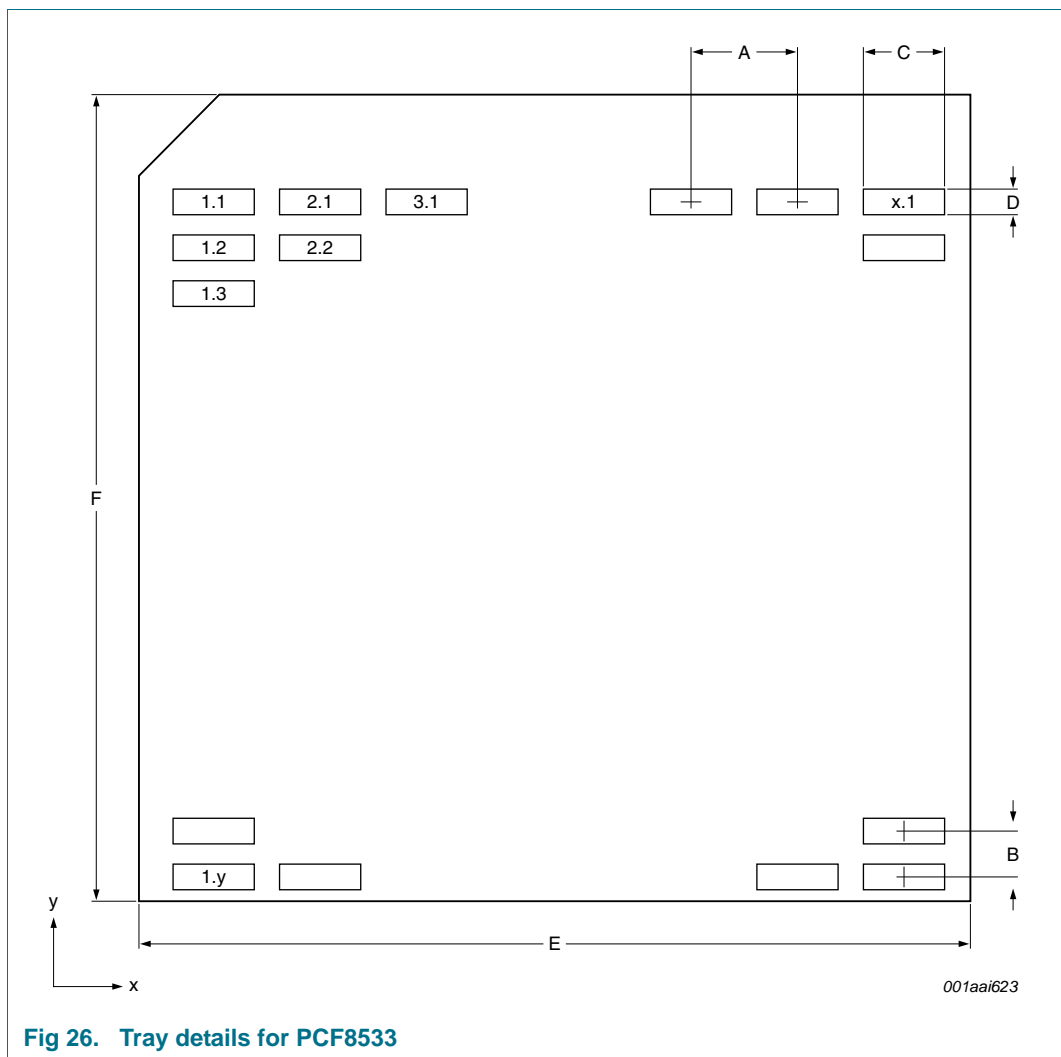 A
C
1.1
2.1
3.1
x.1
D
1.2
2.2
1.3
F
B
1.y
y
E
x
001aai623
Fig 26. Tray details for PCF8533